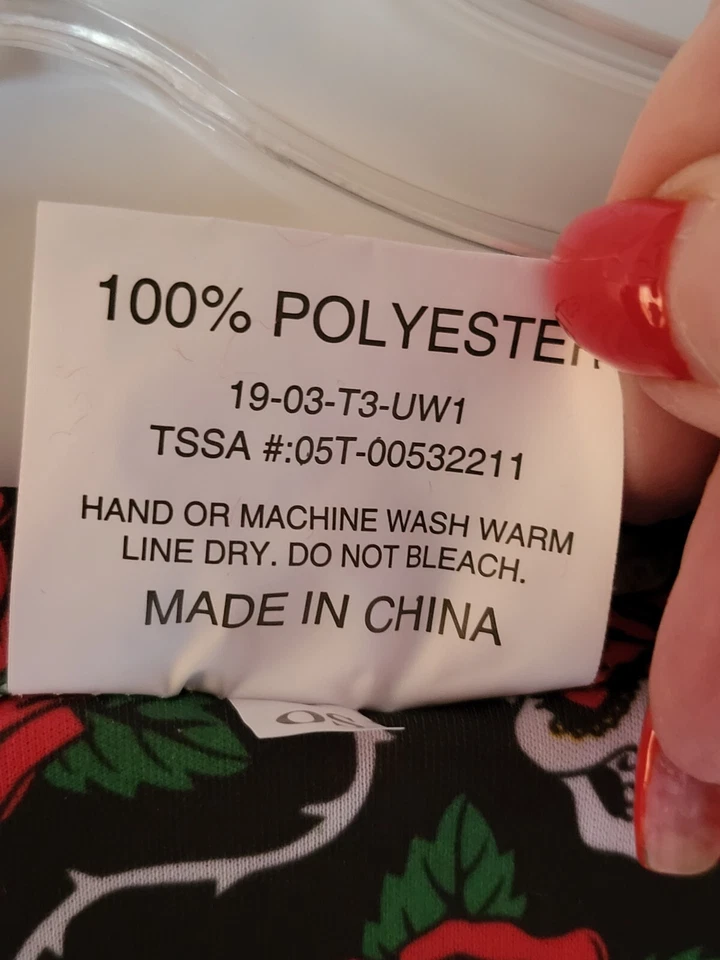 100% POLYESTER
19-03-T3-UW1
TSSA #:05T-00532211
HAND OR MACHINE WASH WARM
LINE DRY. DO NOT BLEACH.
MADE IN CHINA